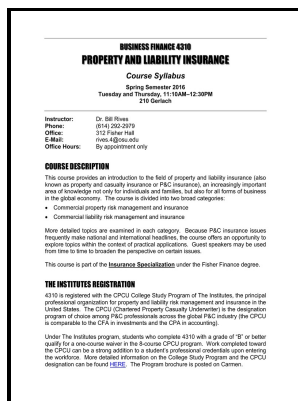 BUSINESS FINANCE 4310
PROPERTY AND LIABILITY INSURANCE
Course Syllabus
Spring Semester 2016
Tuesday and Thursday, 11:10AM–12:30PM
210 Gerlach
Instructor: Dr. Bill Rives
Phone: (614) 292-2979
Office: 312 Fisher Hall
E-Mail: rives.4@osu.edu
Office Hours: By appointment only
COURSE DESCRIPTION
This course provides an introduction to the field of property and liability insurance (also
known as property and casualty insurance or P&C insurance), an increasingly important
area of knowledge not only for individuals and families, but also for all forms of business
in the global economy. The course is divided into two broad categories:
• Commercial property risk management and insurance
• Commercial liability risk management and insurance
More detailed topics are examined in each category. Because P&C insurance issues
frequently make national and international headlines, the course offers an opportunity to
explore topics within the context of practical applications. Guest speakers may be used
from time to time to broaden the perspective on certain issues.
This course is part of the Insurance Specialization under the Fisher Finance degree.
THE INSTITUTES REGISTRATION
4310 is registered with the CPCU College Study Program of The Institutes, the principal
professional organization for property and liability risk management and insurance in the
United States. The CPCU (Chartered Property Casualty Underwriter) is the designation
program of choice among P&C professionals across the global P&C industry (the CPCU
is comparable to the CFA in investments and the CPA in accounting).
Under The Institutes program, students who complete 4310 with a grade of "B" or better
qualify for a one-course waiver in the 8-course CPCU program. Work completed toward
the CPCU can be a strong addition to a student's professional credentials upon entering
the workforce. More detailed information on the College Study Program and the CPCU
designation can be found HERE. The Program brochure is posted on Carmen.